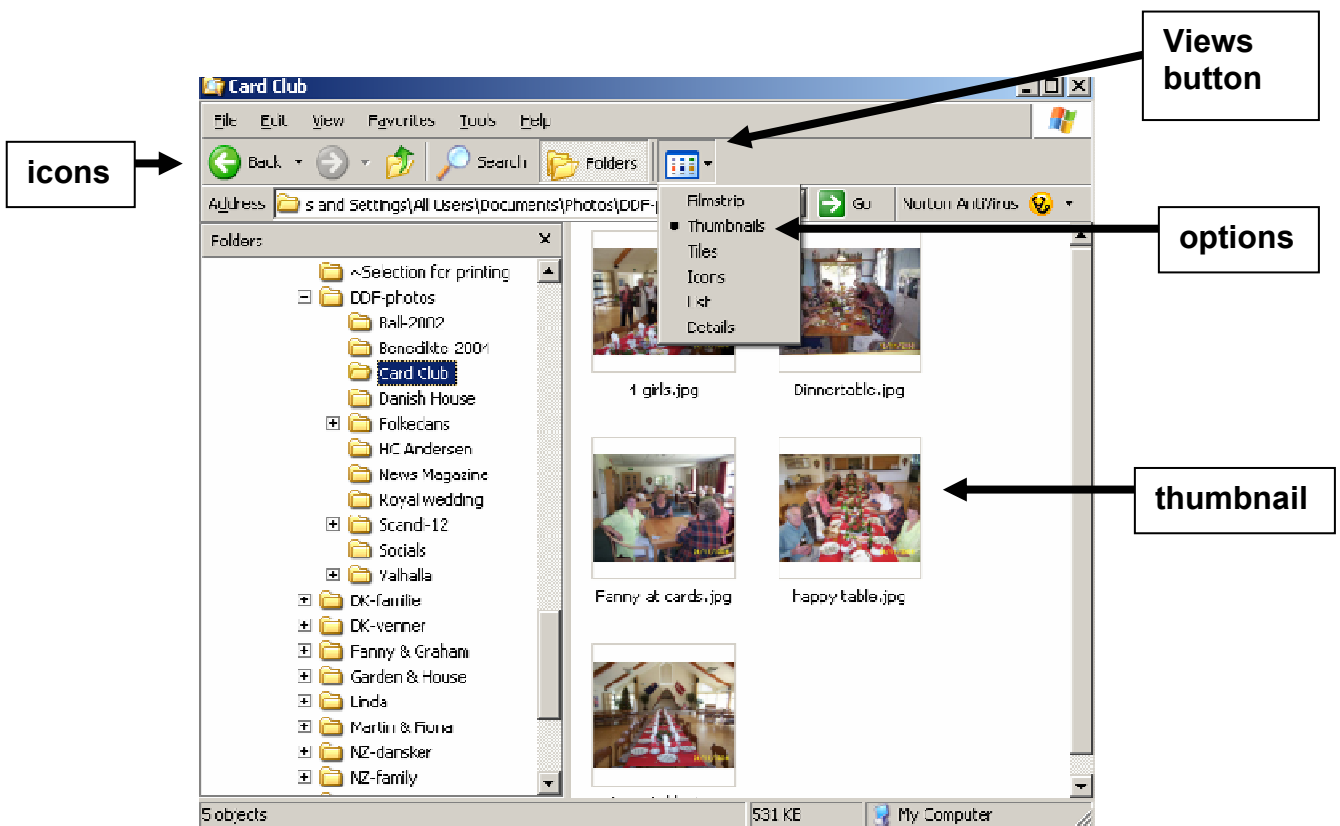 Views
button
Card Club
File Edit View Favorites Tools Help
icons
Back Search Folders
Address s and Settings\All Users\Documents\Photos\DDF-p Go Norton AntiVirus
Filmstrip
Thumbnails
Tiles
Icons
List
Details
options
Folders
~Selection for printing
DDF-photos
Ball-2002
Benedikte 2004
Card Club
Danish House
Folkedans
HC Andersen
News Magazine
Royal wedding
Scandi-12
Socials
Valhalla
DK-familie
DK-venner
Fanny & Graham
Garden & House
Linda
Martin & Fiona
NZ-dansker
NZ-family
4 girls.jpg Dinnertable.jpg
Fanny at cards.jpg happy table.jpg
thumbnail
5 objects 531 KB My Computer